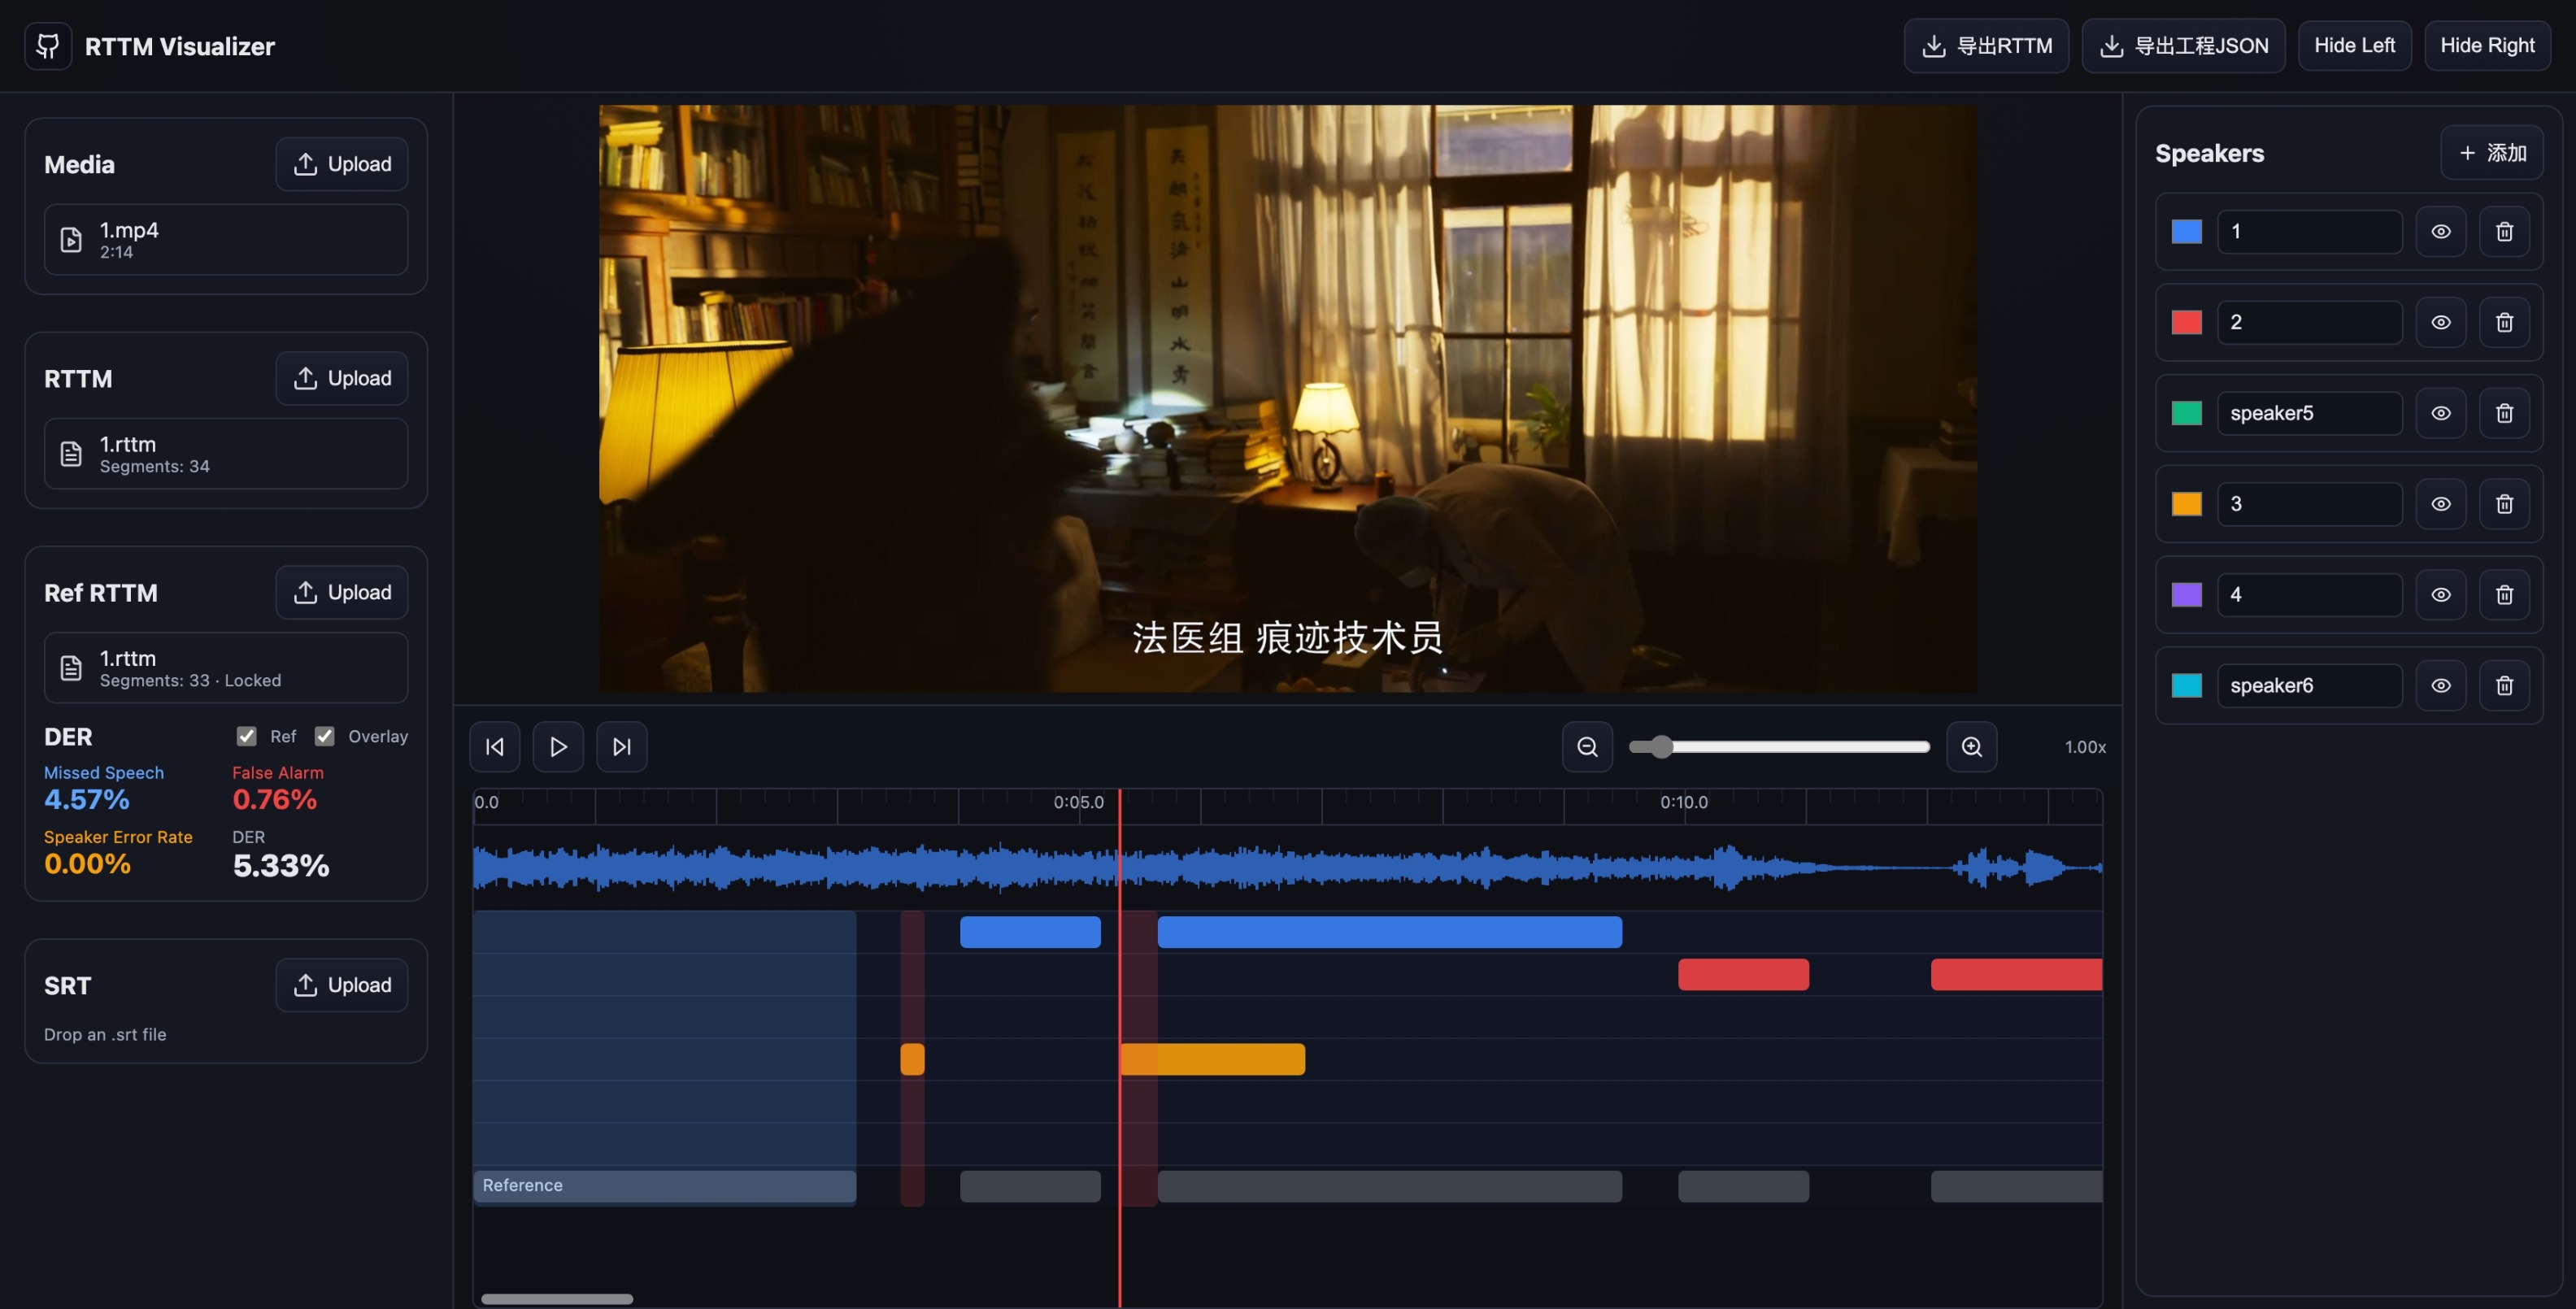 RTTM Visualizer
导出RTTM
导出工程JSON
Hide Left
Hide Right
Media
Upload
1.mp4
2:14
RTTM
Upload
1.rttm
Segments: 34
Ref RTTM
Upload
1.rttm
Segments: 33 · Locked
DER
Ref
Overlay
Missed Speech
False Alarm
4.57%
0.76%
Speaker Error Rate
DER
0.00%
5.33%
SRT
Upload
Drop an .srt file
法医组 痕迹技术员
1.00x
0.0
0:05.0
0:10.0
Reference
Speakers
添加
1
2
speaker5
3
4
speaker6